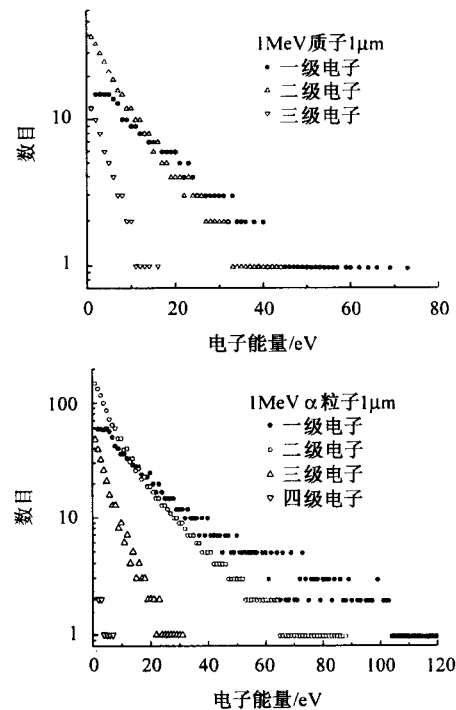 1MeV质子1μm
一级电子
二级电子
三级电子
数目
10
1
0 20 40 60 80
电子能量/eV
1MeV α粒子1μm
一级电子
二级电子
三级电子
四级电子
数目
100
10
1
0 20 40 60 80 100 120
电子能量/eV